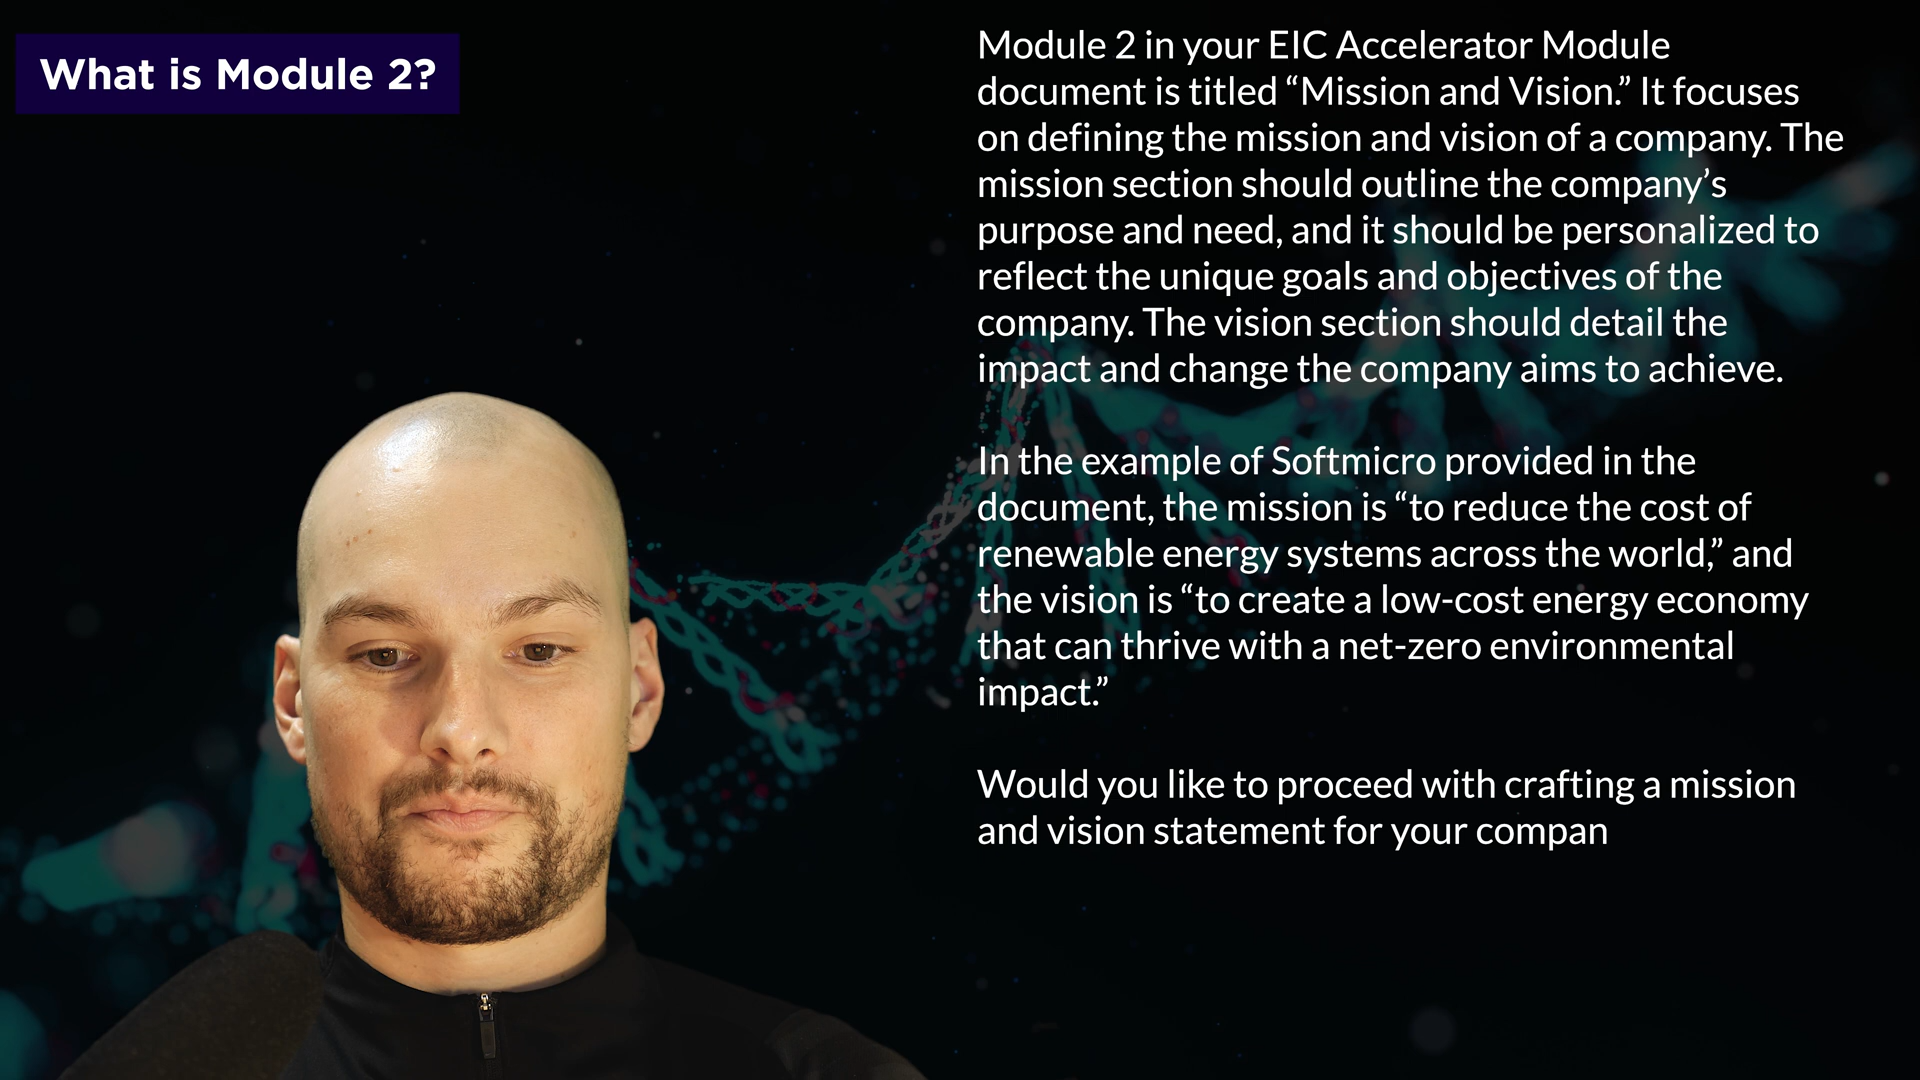 What is Module 2?
Module 2 in your EIC Accelerator Module
document is titled “Mission and Vision.” It focuses
on defining the mission and vision of a company. The
mission section should outline the company’s
purpose and need, and it should be personalized to
reflect the unique goals and objectives of the
company. The vision section should detail the
impact and change the company aims to achieve.
In the example of Softmicro provided in the
document, the mission is “to reduce the cost of
renewable energy systems across the world,” and
the vision is “to create a low-cost energy economy
that can thrive with a net-zero environmental
impact.”
Would you like to proceed with crafting a mission
and vision statement for your compan